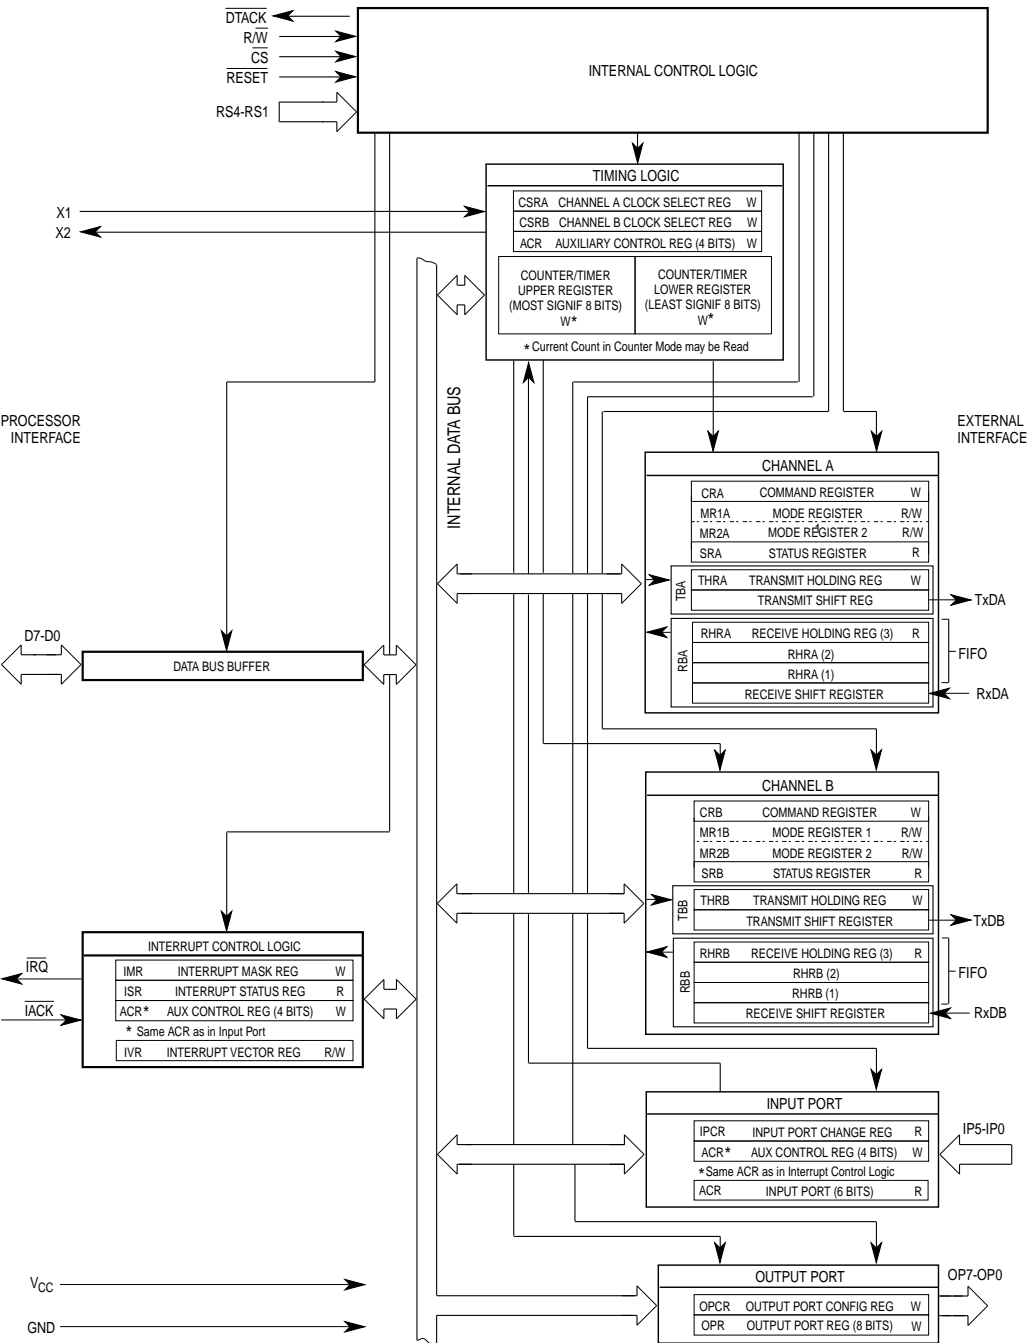 DTACK
R/W
CS
RESET
RS4-RS1
INTERNAL CONTROL LOGIC
X1
X2
TIMING LOGIC
CSRA CHANNEL A CLOCK SELECT REG W
CSRB CHANNEL B CLOCK SELECT REG W
ACR AUXILIARY CONTROL REG (4 BITS) W
COUNTER/TIMER
UPPER REGISTER
(MOST SIGNIF 8 BITS)
W*
COUNTER/TIMER
LOWER REGISTER
(LEAST SIGNIF 8 BITS)
W*
* Current Count in Counter Mode may be Read
PROCESSOR
INTERFACE
INTERNAL DATA BUS
EXTERNAL
INTERFACE
CHANNEL A
CRA COMMAND REGISTER W
MR1A MODE REGISTER R/W
MR2A MODE REGISTER 2 R/W
SRA STATUS REGISTER R
TBA
THRA TRANSMIT HOLDING REG W
TRANSMIT SHIFT REG
TxDA
RBA
RHRA RECEIVE HOLDING REG (3) R
RHRA (2)
RHRA (1)
RECEIVE SHIFT REGISTER
FIFO
RxDA
D7-D0
DATA BUS BUFFER
CHANNEL B
CRB COMMAND REGISTER W
MR1B MODE REGISTER 1 R/W
MR2B MODE REGISTER 2 R/W
SRB STATUS REGISTER R
TBB
THRB TRANSMIT HOLDING REG W
TRANSMIT SHIFT REGISTER
TxDB
RBB
RHRB RECEIVE HOLDING REG (3) R
RHRB (2)
RHRB (1)
RECEIVE SHIFT REGISTER
FIFO
RxDB
IRQ
IACK
INTERRUPT CONTROL LOGIC
IMR INTERRUPT MASK REG W
ISR INTERRUPT STATUS REG R
ACR* AUX CONTROL REG (4 BITS) W
* Same ACR as in Input Port
IVR INTERRUPT VECTOR REG R/W
INPUT PORT
IPCR INPUT PORT CHANGE REG R
ACR* AUX CONTROL REG (4 BITS) W
*Same ACR as in Interrupt Control Logic
ACR INPUT PORT (6 BITS) R
IP5-IP0
VCC
GND
OUTPUT PORT
OPCR OUTPUT PORT CONFIG REG W
OPR OUTPUT PORT REG (8 BITS) W
OP7-OP0